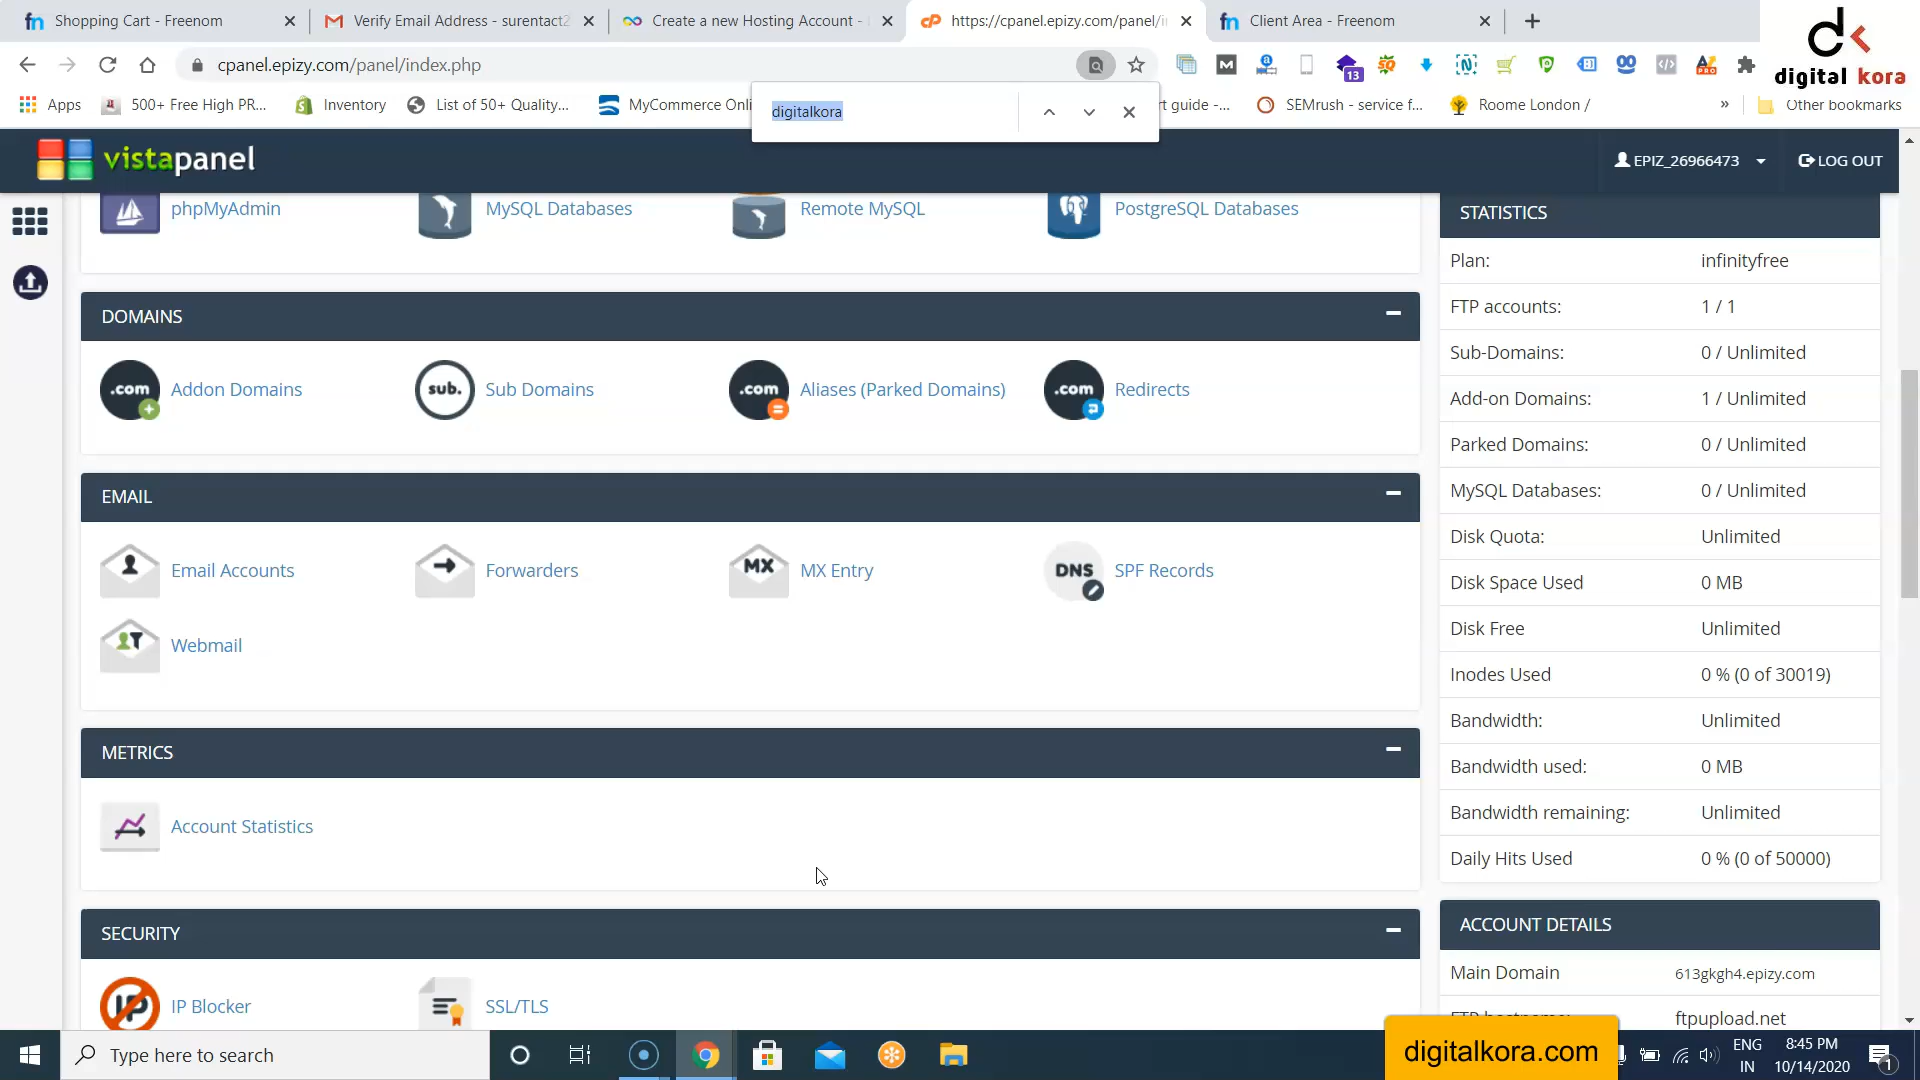 Shopping Cart - Freenom
Verify Email Address - surentact2
Create a new Hosting Account -
https://cpanel.epizy.com/panel/i
Client Area - Freenom
cpanel.epizy.com/panel/index.php
13
digital kora
Apps
500+ Free High PR...
Inventory
List of 50+ Quality...
MyCommerce Onli
rt guide -...
SEMrush - service f...
Roome London /
»
Other bookmarks
digitalkora
vistapanel
EPIZ_26966473
LOG OUT
phpMyAdmin
MySQL Databases
Remote MySQL
PostgreSQL Databases
DOMAINS
.com
Addon Domains
sub.
Sub Domains
.com
Aliases (Parked Domains)
.com
Redirects
EMAIL
Email Accounts
Forwarders
MX
MX Entry
DNS
SPF Records
Webmail
METRICS
Account Statistics
SECURITY
IP
IP Blocker
SSL/TLS
STATISTICS
Plan: infinityfree
FTP accounts: 1 / 1
Sub-Domains: 0 / Unlimited
Add-on Domains: 1 / Unlimited
Parked Domains: 0 / Unlimited
MySQL Databases: 0 / Unlimited
Disk Quota: Unlimited
Disk Space Used 0 MB
Disk Free Unlimited
Inodes Used 0 % (0 of 30019)
Bandwidth: Unlimited
Bandwidth used: 0 MB
Bandwidth remaining: Unlimited
Daily Hits Used 0 % (0 of 50000)
ACCOUNT DETAILS
Main Domain 613gkgh4.epizy.com
FTP hostname: ftpupload.net
digitalkora.com
Type here to search
ENG
IN
8:45 PM
10/14/2020
1